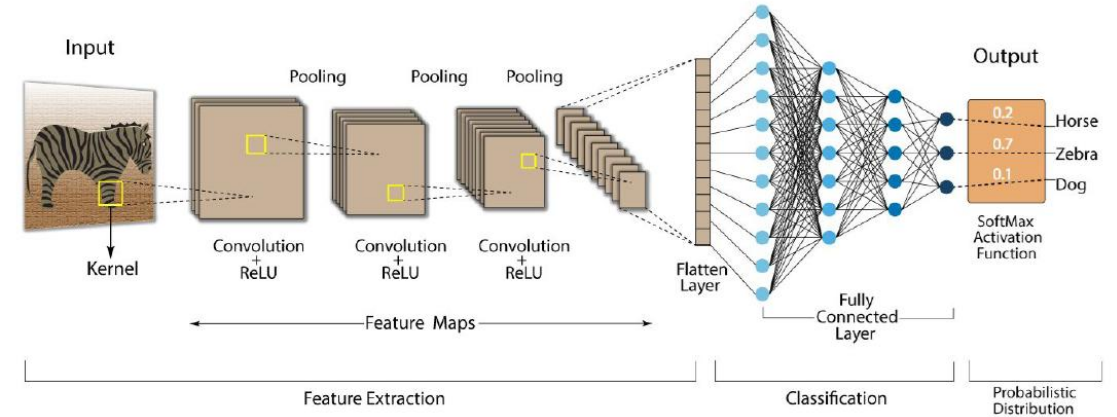 Input
Kernel
Pooling
Pooling
Pooling
Convolution
+
ReLU
Convolution
+
ReLU
Convolution
+
ReLU
Feature Maps
Flatten
Layer
Fully
Connected
Layer
Output
0.2
0.7
0.1
Horse
Zebra
Dog
SoftMax
Activation
Function
Feature Extraction
Classification
Probabilistic
Distribution